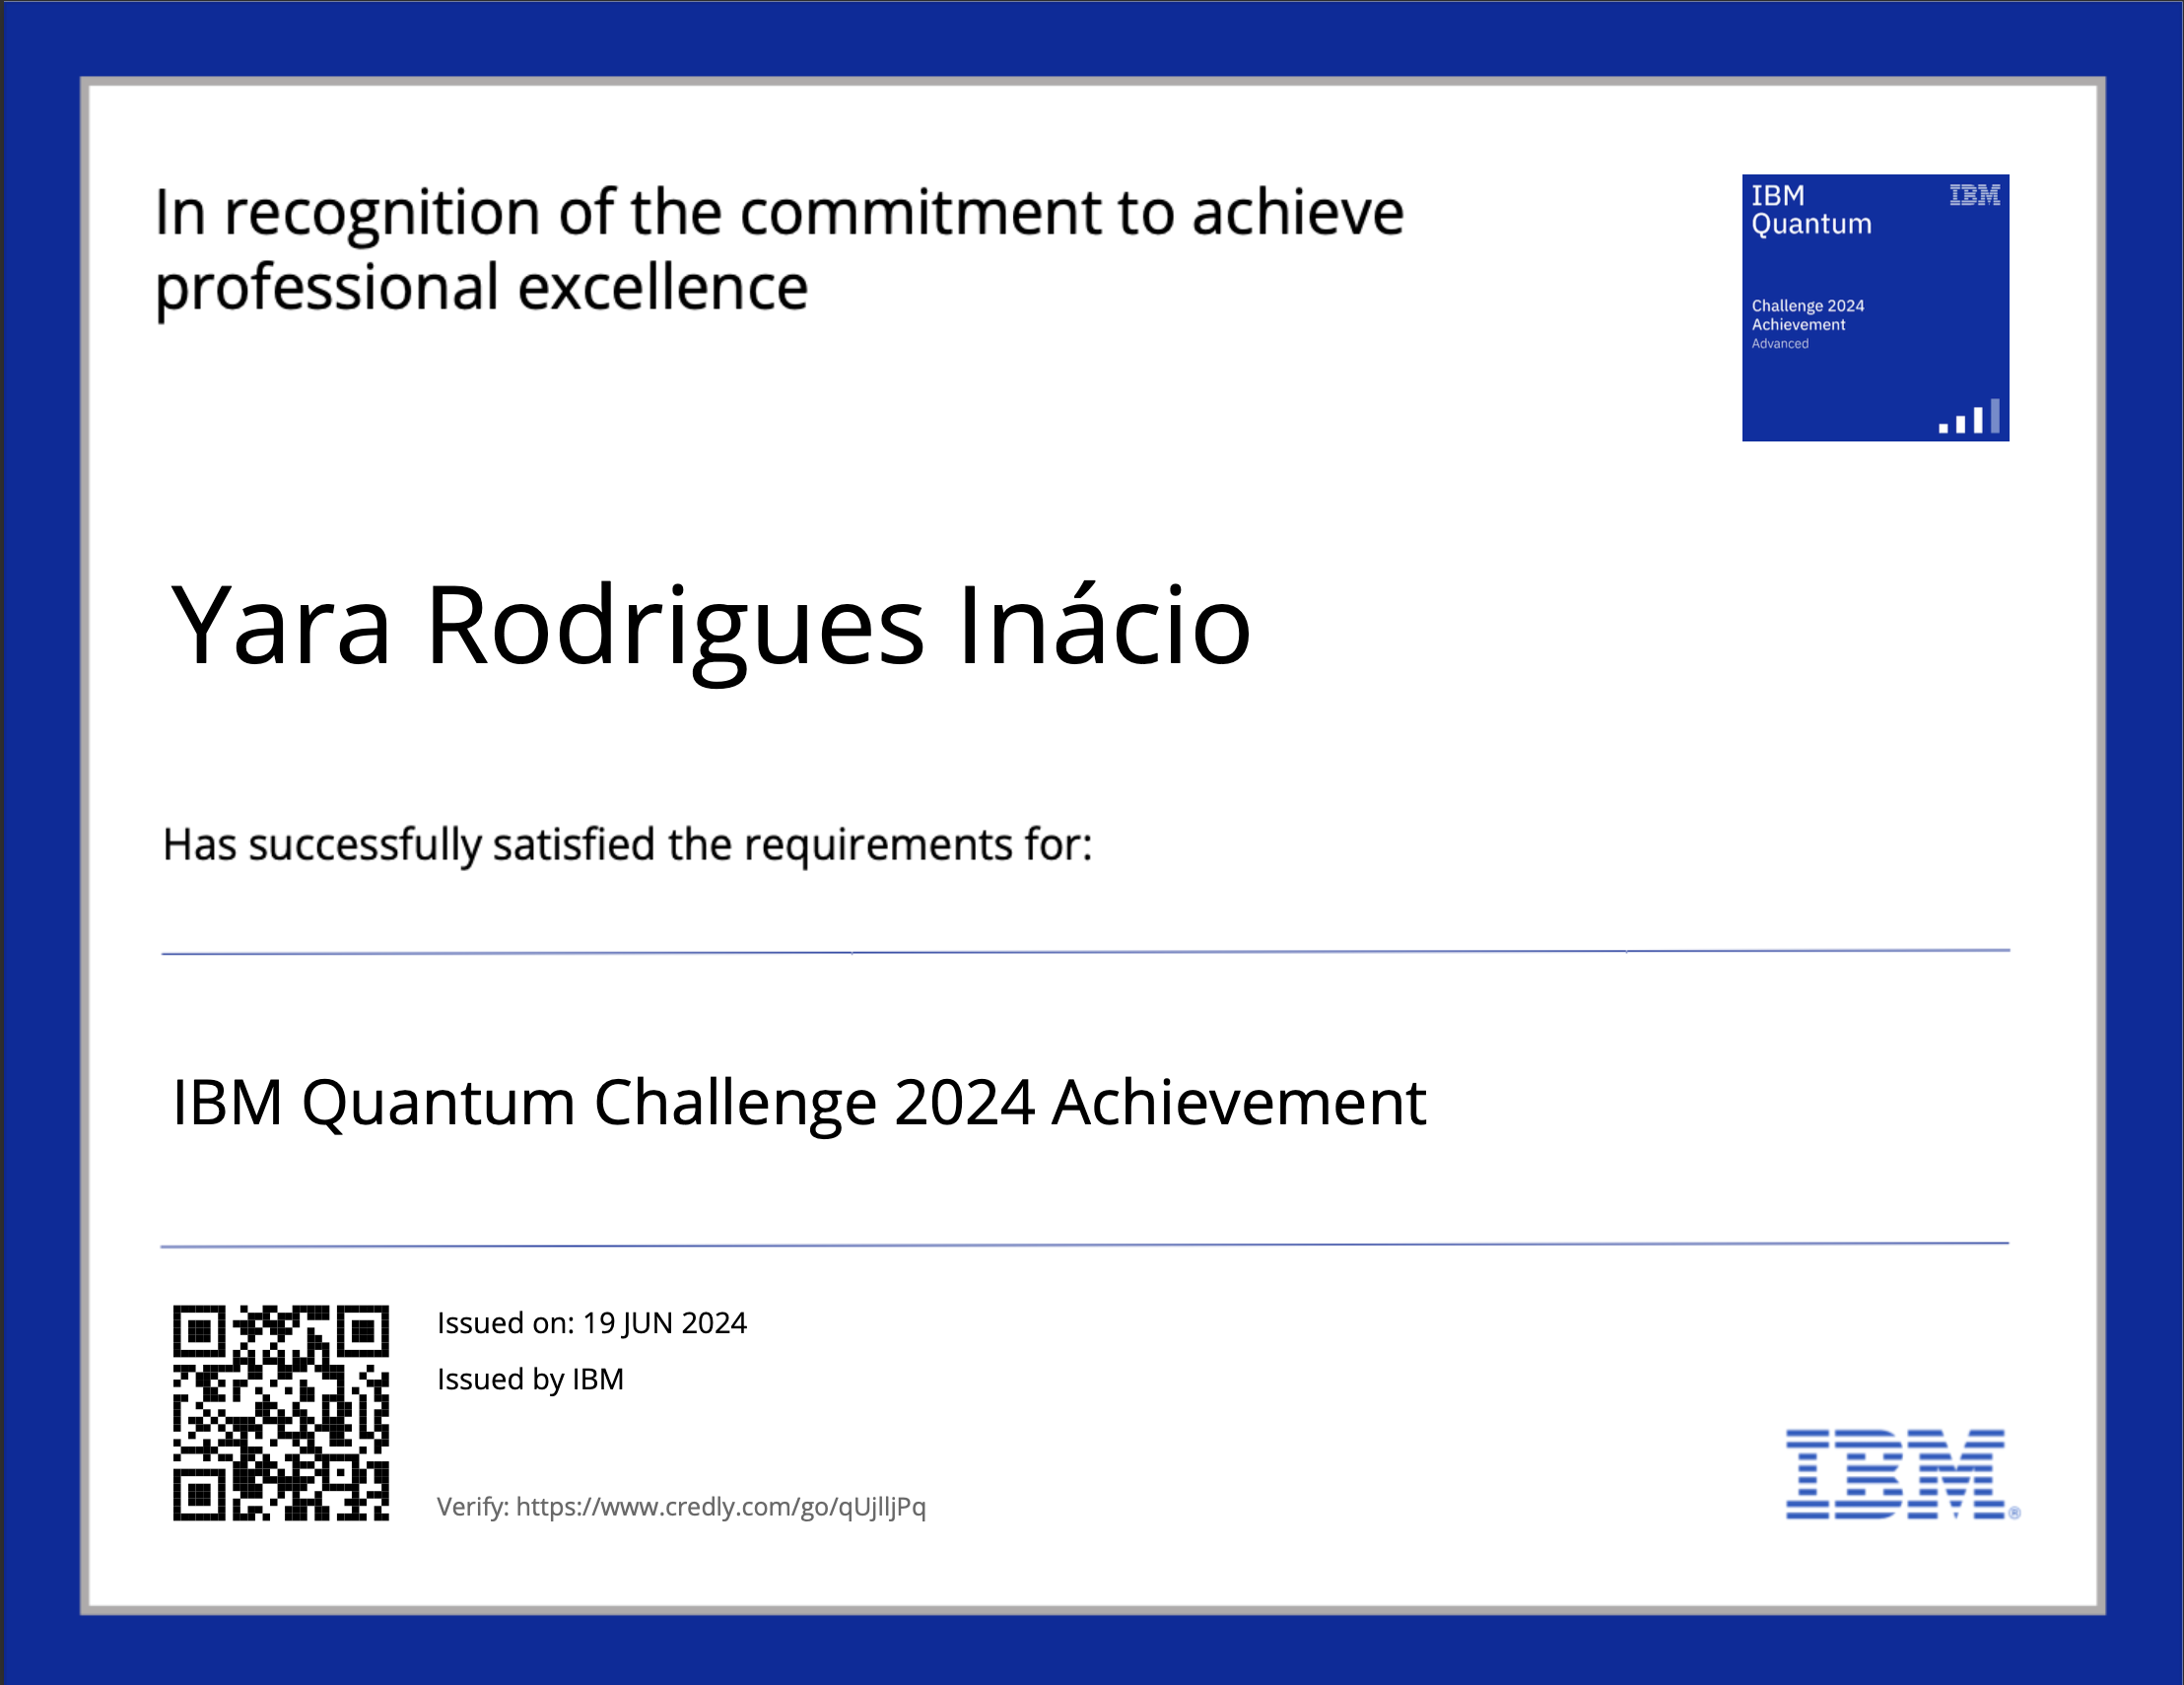 In recognition of the commitment to achieve
professional excellence
IBM
Quantum
IBM
Challenge 2024
Achievement
Advanced
Yara Rodrigues Inácio
Has successfully satisfied the requirements for:
IBM Quantum Challenge 2024 Achievement
Issued on: 19 JUN 2024
Issued by IBM
Verify: https://www.credly.com/go/qUjlljPq
IBM®